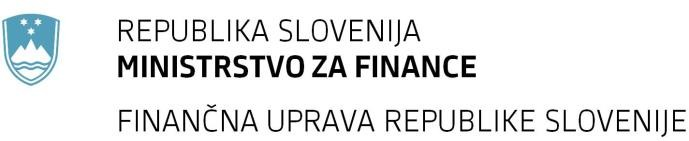 REPUBLIKA SLOVENIJA
MINISTRSTVO ZA FINANCE
FINANČNA UPRAVA REPUBLIKE SLOVENIJE